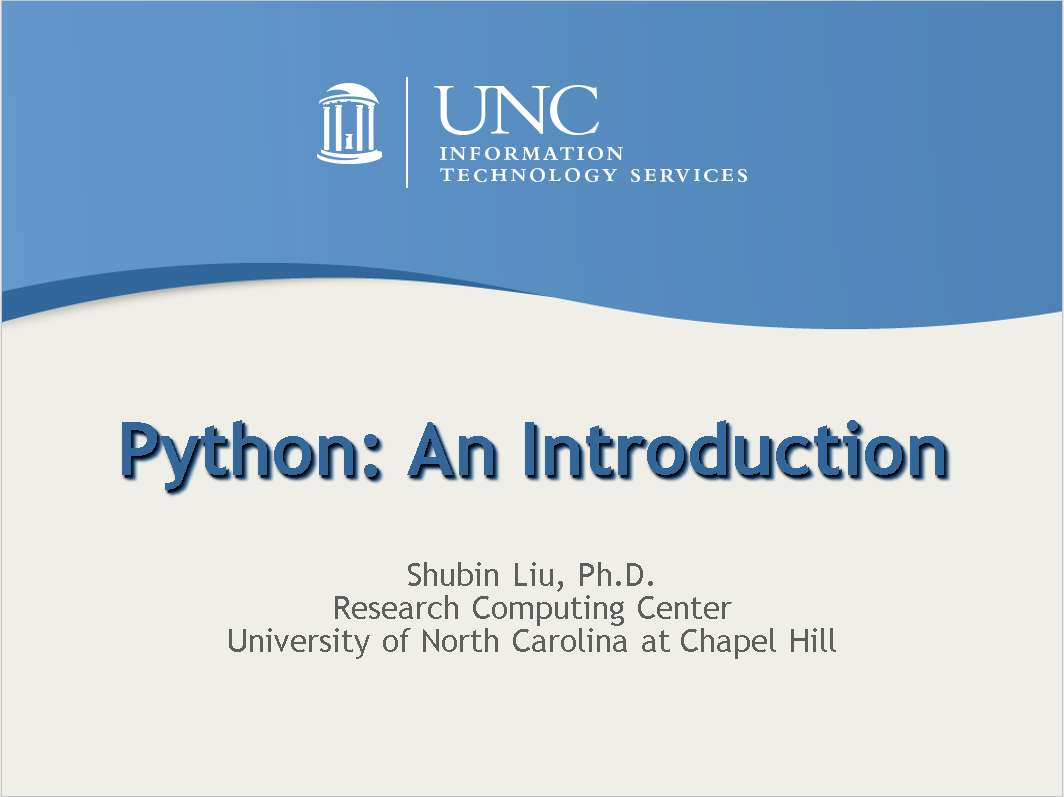 UNC
INFORMATION
TECHNOLOGY SERVICES
Python: An Introduction
Shubin Liu, Ph.D.
Research Computing Center
University of North Carolina at Chapel Hill